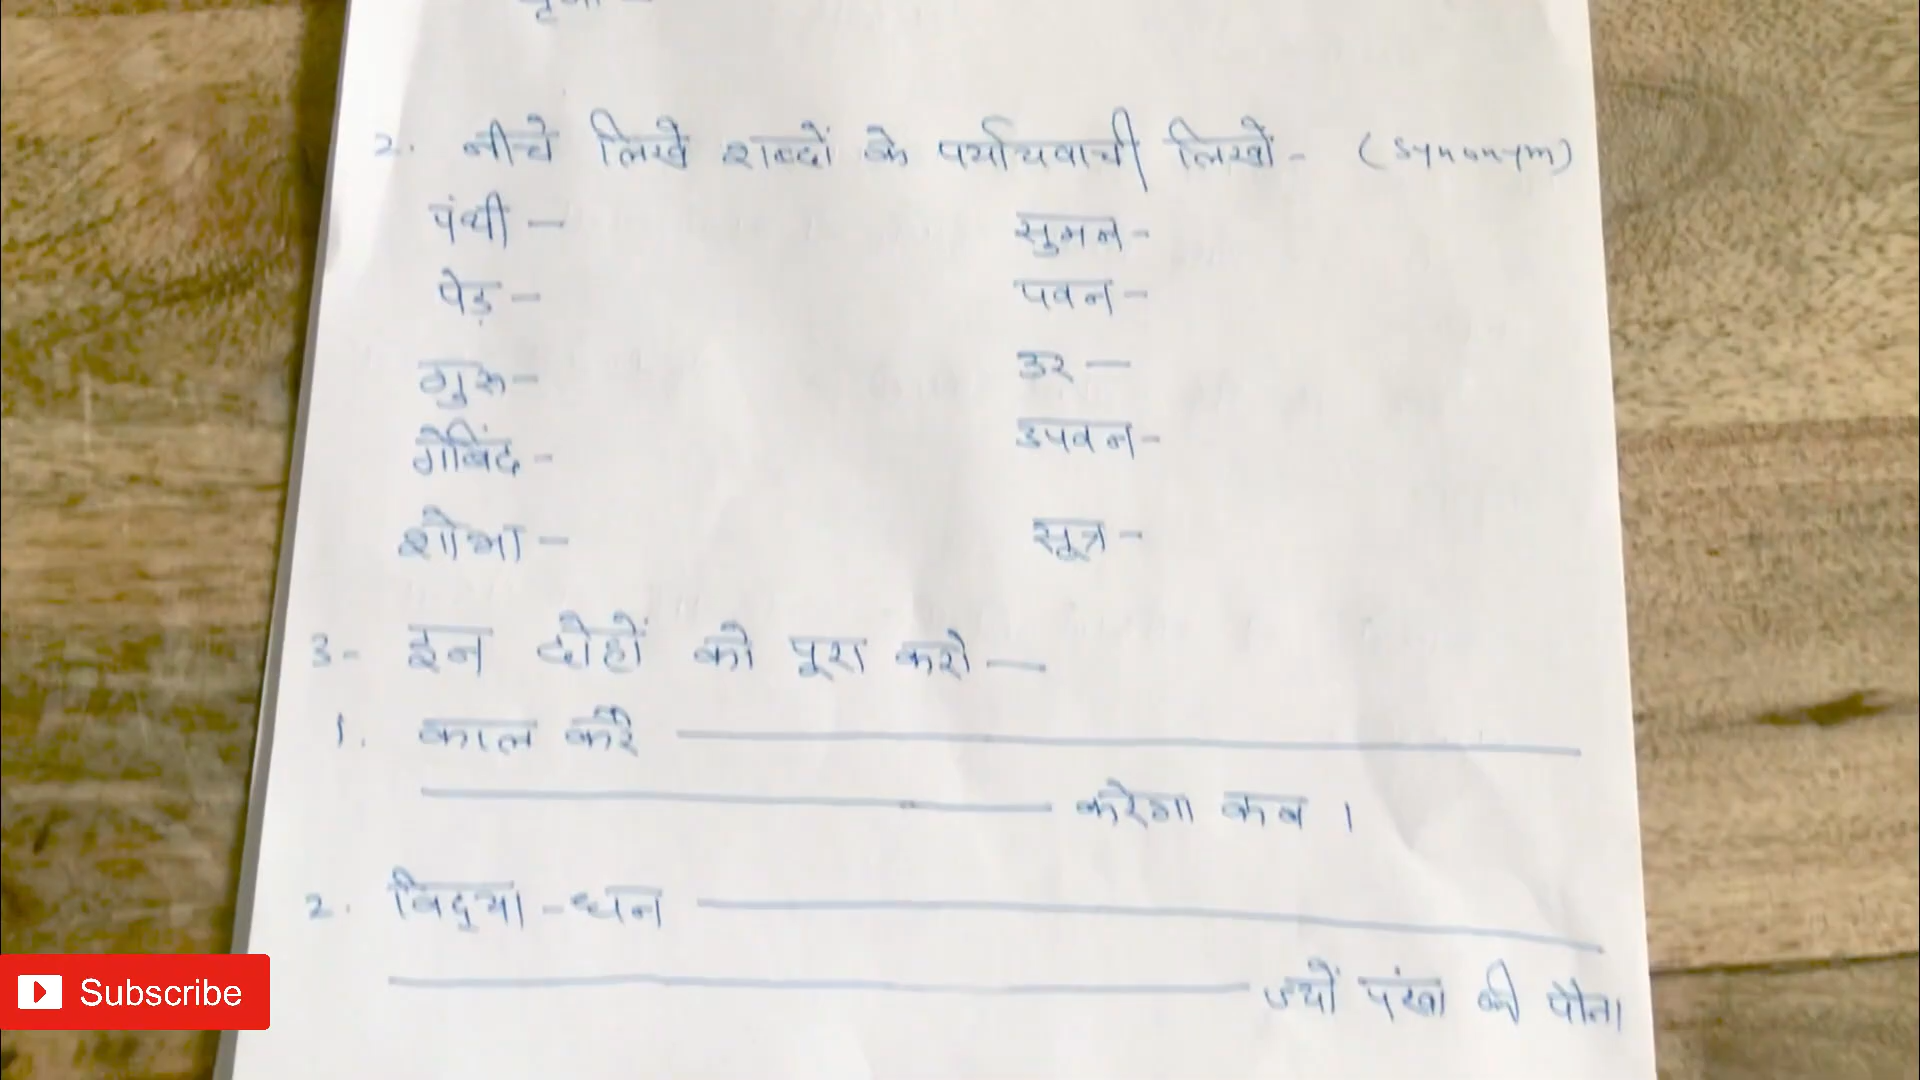 2. नीचे लिखें शब्दों के पर्यायवाची लिखों - (synonym)
पंथी - सुमन -
पेड़ - पवन -
गुरू - उर -
गोबिंद - उपवन -
शोभा - सूत्र -
3- इन दोहों को पूरा करो -
1. काल करै
करेगा कब ।
2. विद्या - धन
ज्यों पंखा की पौन।
Subscribe